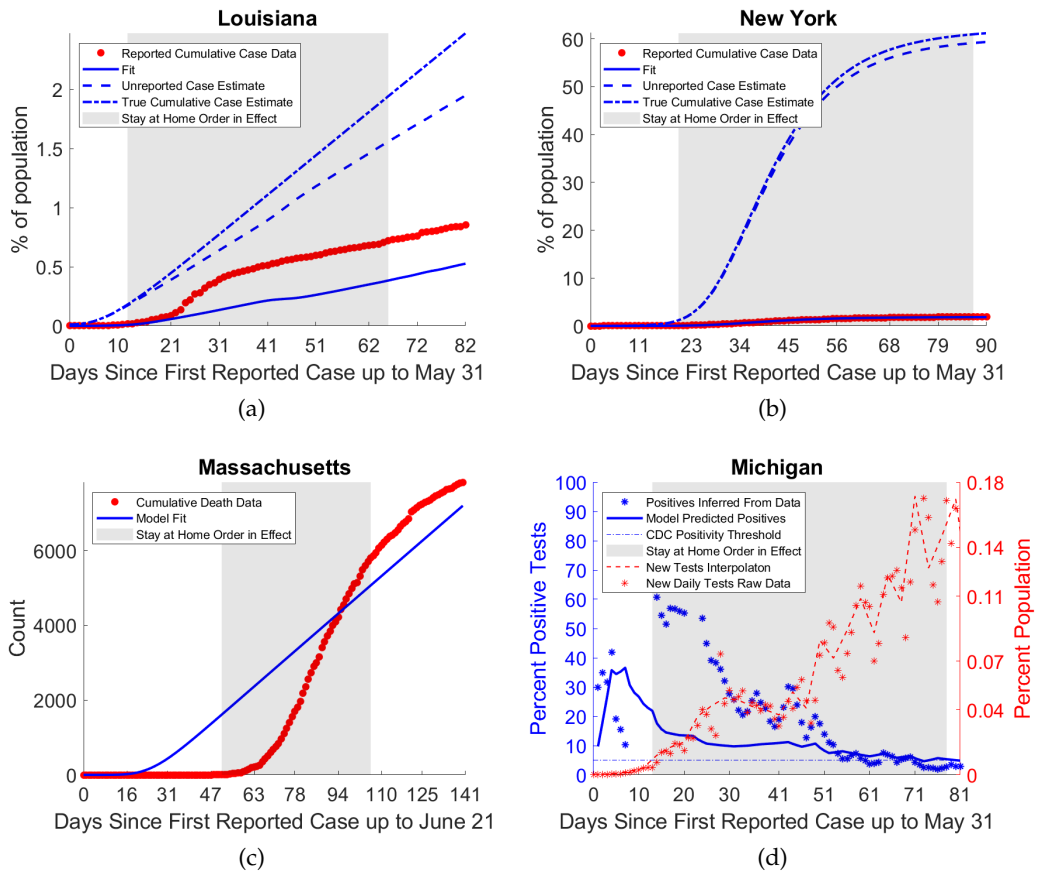 Louisiana
Reported Cumulative Case Data
Fit
Unreported Case Estimate
True Cumulative Case Estimate
Stay at Home Order in Effect
% of population
2
1.5
1
0.5
0
0 10 21 31 41 51 62 72 82
Days Since First Reported Case up to May 31
(a)
New York
Reported Cumulative Case Data
Fit
Unreported Case Estimate
True Cumulative Case Estimate
Stay at Home Order in Effect
% of population
60
50
40
30
20
10
0
0 11 23 34 45 56 68 79 90
Days Since First Reported Case up to May 31
(b)
Massachusetts
Cumulative Death Data
Model Fit
Stay at Home Order in Effect
Count
6000
4000
2000
0
0 16 31 47 63 78 94 110 125 141
Days Since First Reported Case up to June 21
(c)
Michigan
Positives Inferred From Data
Model Predicted Positives
CDC Positivity Threshold
Stay at Home Order in Effect
New Tests Interpolaton
New Daily Tests Raw Data
Percent Positive Tests
100
90
80
70
60
50
40
30
20
10
0
0.18
0.14
0.11
0.07
0.04
0
Percent Population
0 10 20 31 41 51 61 71 81
Days Since First Reported Case up to May 31
(d)